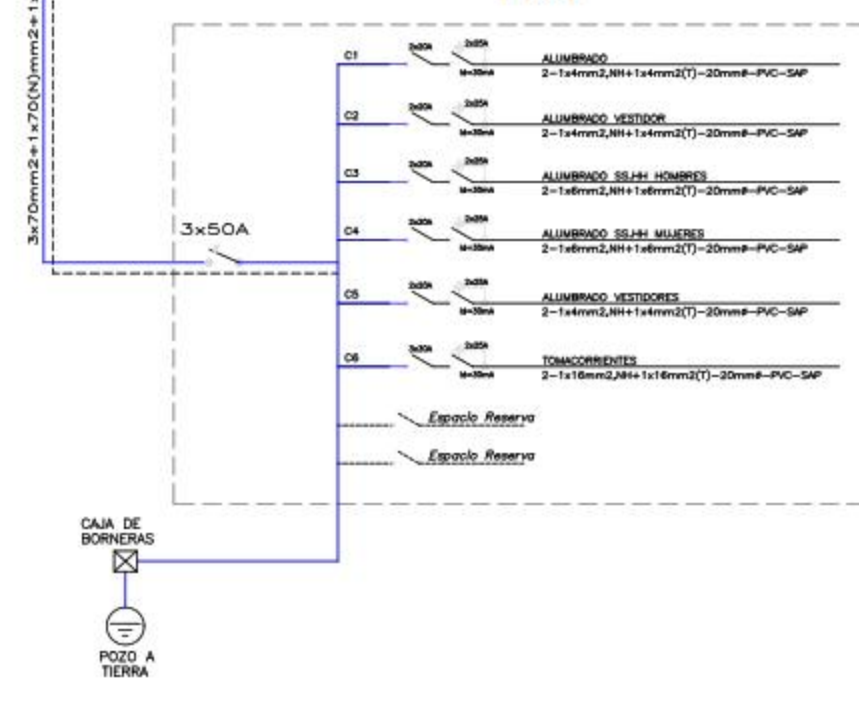 3x70mm2+1x70(N)mm2+1x
C1
2x20A
2x25A
Id=30mA
ALUMBRADO
2-1x4mm2,NH+1x4mm2(T)-20mmø-PVC-SAP
C2
2x20A
2x25A
Id=30mA
ALUMBRADO VESTIDOR
2-1x4mm2,NH+1x4mm2(T)-20mmø-PVC-SAP
C3
2x20A
2x25A
Id=30mA
ALUMBRADO SS.HH HOMBRES
2-1x6mm2,NH+1x6mm2(T)-20mmø-PVC-SAP
3x50A
C4
2x20A
2x25A
Id=30mA
ALUMBRADO SS.HH MUJERES
2-1x6mm2,NH+1x6mm2(T)-20mmø-PVC-SAP
C5
2x20A
2x25A
Id=30mA
ALUMBRADO VESTIDORES
2-1x4mm2,NH+1x4mm2(T)-20mmø-PVC-SAP
C6
2x25A
Id=30mA
TOMACORRIENTES
2-1x16mm2,NH+1x16mm2(T)-20mmø-PVC-SAP
Espacio Reserva
Espacio Reserva
CAJA DE
BORNERAS
POZO A
TIERRA